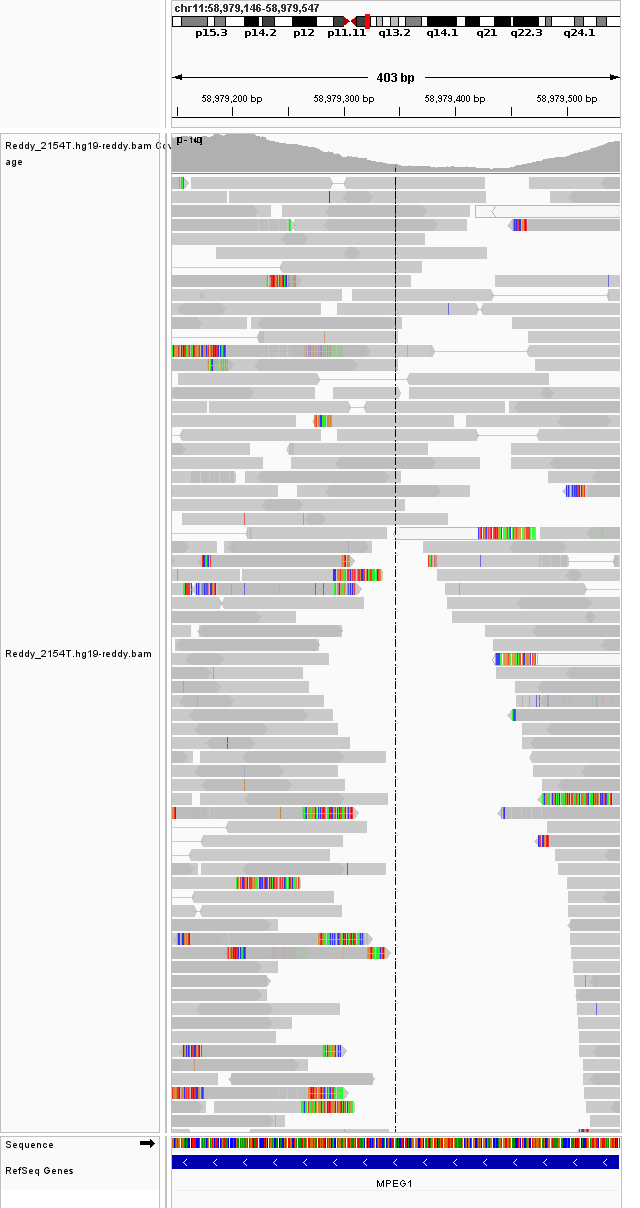 chr11:58,979,146-58,979,547
p15.3 p14.2 p12 p11.11 q13.2 q14.1 q21 q22.3 q24.1
403 bp
58,979,200 bp 58,979,300 bp 58,979,400 bp 58,979,500 bp
Reddy_2154T.hg19-reddy.bam Cov
age
Reddy_2154T.hg19-reddy.bam
Sequence
RefSeq Genes
MPEG1